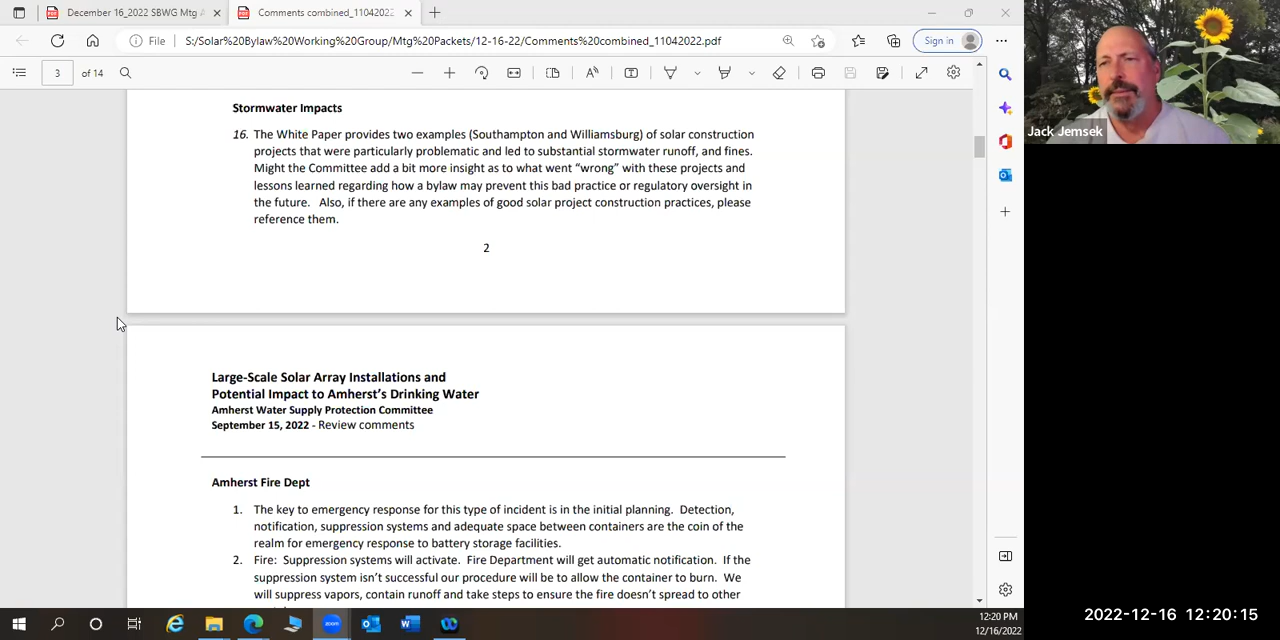 December 16_2022 SBWG Mtg A
Comments combined_11042022
File
S:/Solar%20Bylaw%20Working%20Group/Mtg%20Packets/12-16-22/Comments%20combined_11042022.pdf
Sign in
3 of 14
Jack Jemsek
Stormwater Impacts
16. The White Paper provides two examples (Southampton and Williamsburg) of solar construction
projects that were particularly problematic and led to substantial stormwater runoff, and fines.
Might the Committee add a bit more insight as to what went “wrong” with these projects and
lessons learned regarding how a bylaw may prevent this bad practice or regulatory oversight in
the future. Also, if there are any examples of good solar project construction practices, please
reference them.
2
Large-Scale Solar Array Installations and
Potential Impact to Amherst’s Drinking Water
Amherst Water Supply Protection Committee
September 15, 2022 - Review comments
Amherst Fire Dept
1. The key to emergency response for this type of incident is in the initial planning. Detection,
notification, suppression systems and adequate space between containers are the coin of the
realm for emergency response to battery storage facilities.
2. Fire: Suppression systems will activate. Fire Department will get automatic notification. If the
suppression system isn’t successful our procedure will be to allow the container to burn. We
will suppress vapors, contain runoff and take steps to ensure the fire doesn’t spread to other
zoom
12:20 PM
12/16/2022
2022-12-16 12:20:15